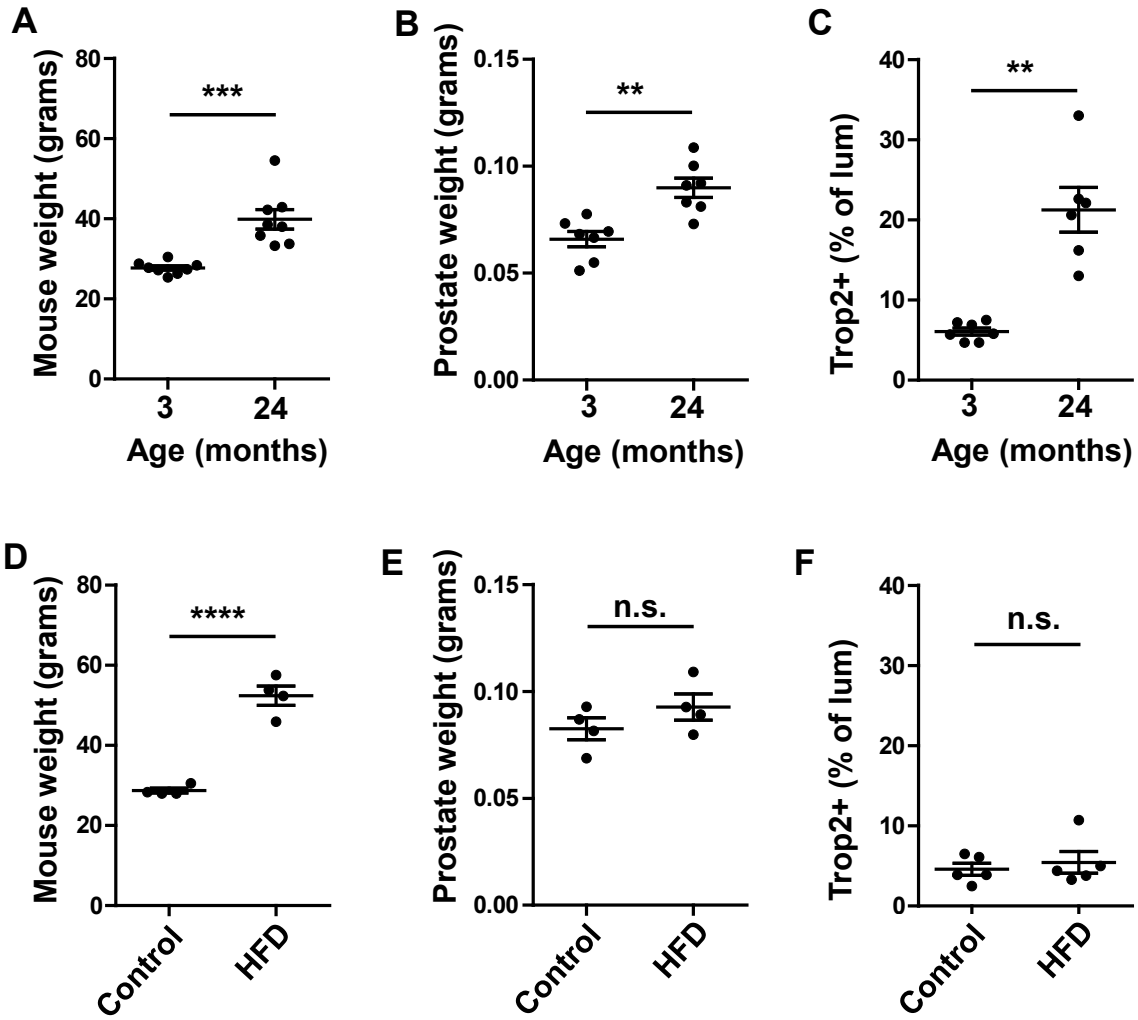 A
Mouse weight (grams)
80
60
40
20
0
***
3
24
Age (months)
B
Prostate weight (grams)
0.15
0.10
0.05
0.00
**
3
24
Age (months)
C
Trop2+ (% of lum)
40
30
20
10
0
**
3
24
Age (months)
D
Mouse weight (grams)
80
60
40
20
0
****
Control
HFD
E
Prostate weight (grams)
0.15
0.10
0.05
0.00
n.s.
Control
HFD
F
Trop2+ (% of lum)
40
30
20
10
0
n.s.
Control
HFD